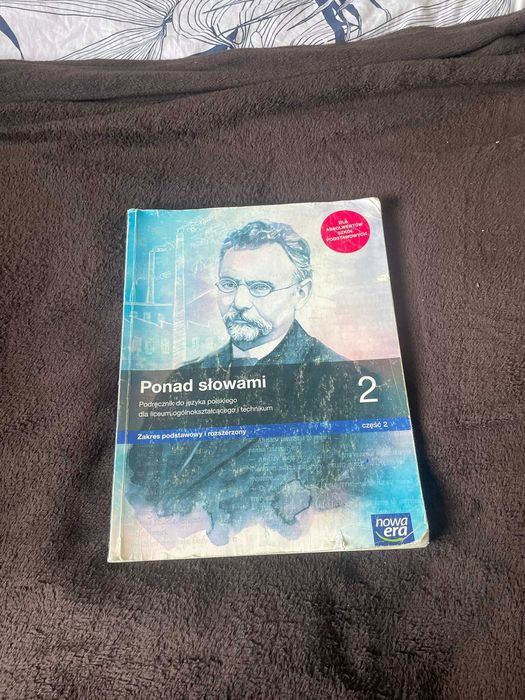 DLA
ABSOLWENTÓW
SZKÓŁ
PODSTAWOWYCH
Ponad słowami
2
Podręcznik do języka polskiego
dla liceum ogólnokształcącego i technikum
Zakres podstawowy i rozszerzony
część 2
nowa
era